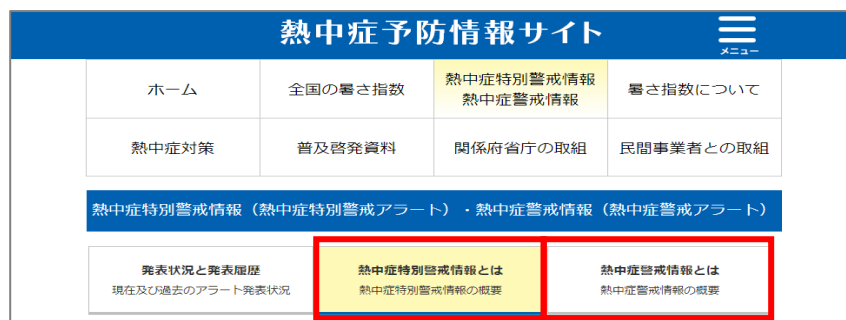 熱中症予防情報サイト
メニュー
ホーム
全国の暑さ指数
熱中症特別警戒情報
熱中症警戒情報
暑さ指数について
熱中症対策
普及啓発資料
関係府省庁の取組
民間事業者との取組
熱中症特別警戒情報（熱中症特別警戒アラート）・熱中症警戒情報（熱中症警戒アラート）
発表状況と発表履歴
現在及び過去のアラート発表状況
熱中症特別警戒情報とは
熱中症特別警戒情報の概要
熱中症警戒情報とは
熱中症警戒情報の概要